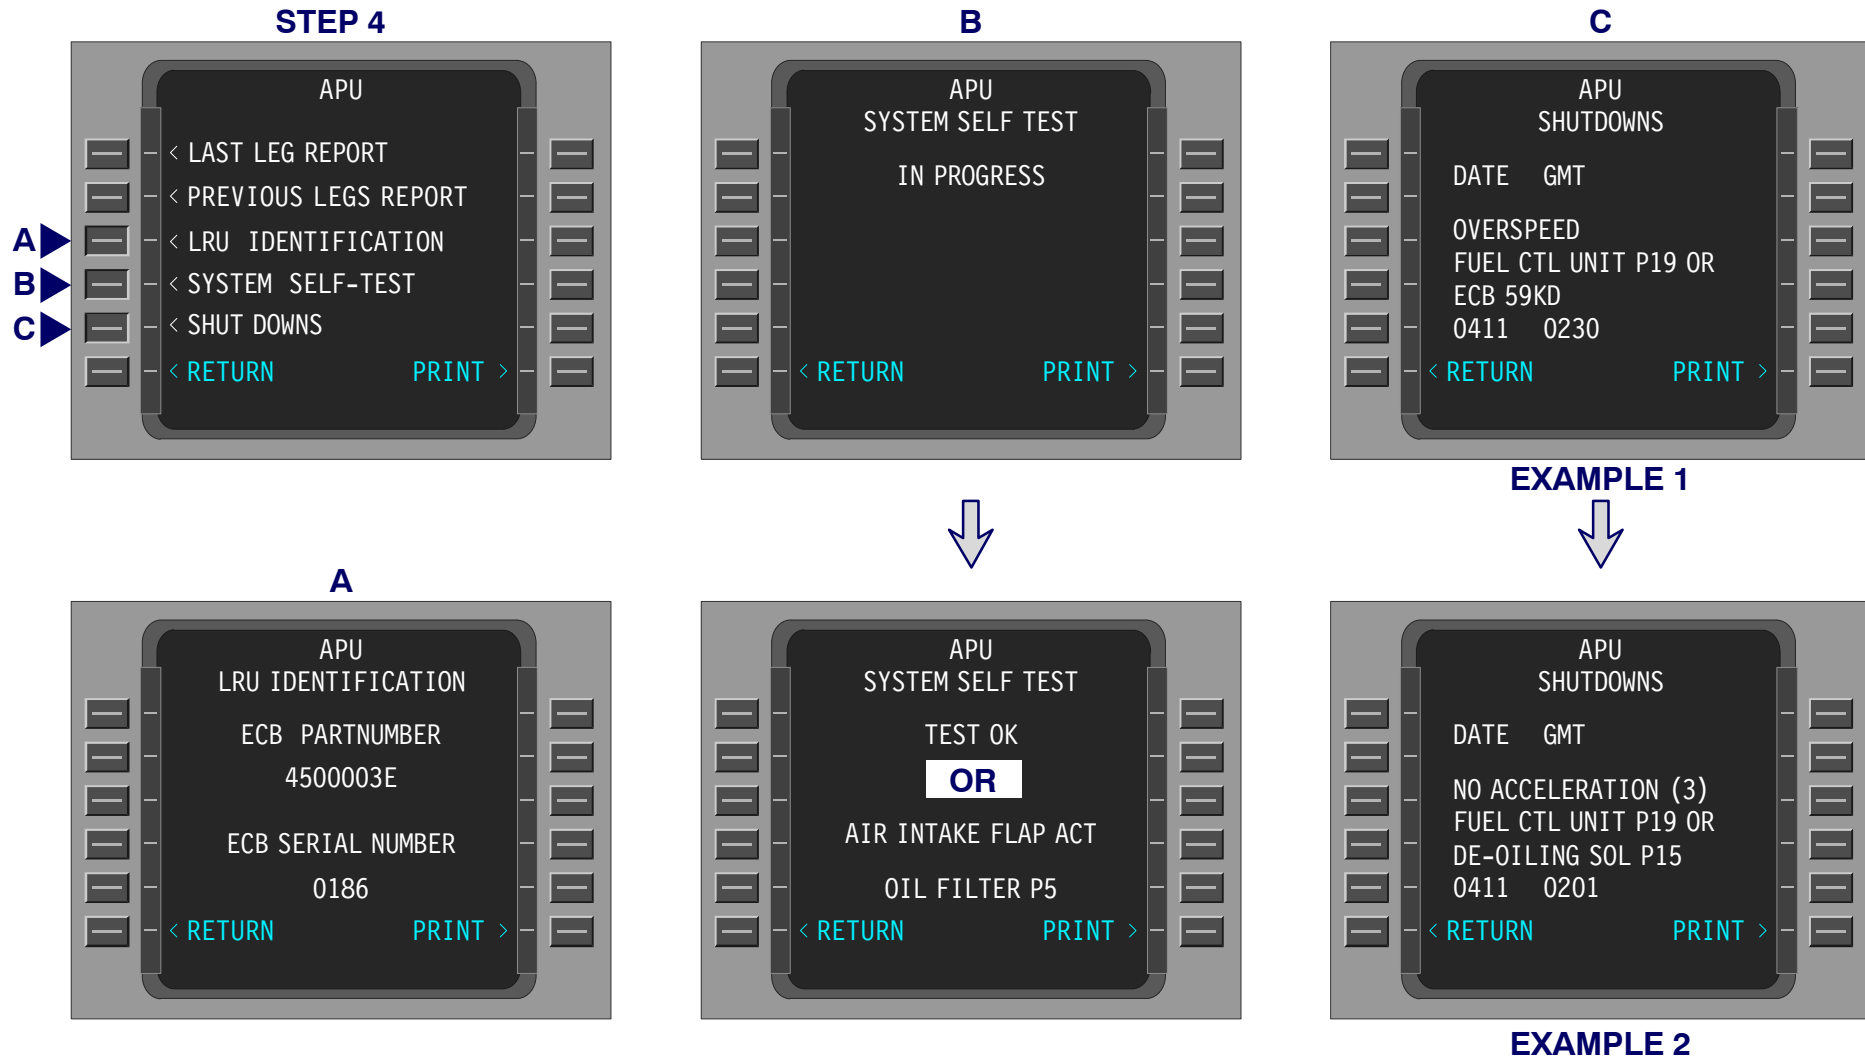 STEP 4
APU
< LAST LEG REPORT
< PREVIOUS LEGS REPORT
A
< LRU IDENTIFICATION
B
< SYSTEM SELF-TEST
C
< SHUT DOWNS
< RETURN PRINT >
B
APU
SYSTEM SELF TEST
IN PROGRESS
< RETURN PRINT >
C
APU
SHUTDOWNS
DATE GMT
OVERSPEED
FUEL CTL UNIT P19 OR
ECB 59KD
0411 0230
< RETURN PRINT >
EXAMPLE 1
A
APU
LRU IDENTIFICATION
ECB PARTNUMBER
4500003E
ECB SERIAL NUMBER
0186
< RETURN PRINT >
APU
SYSTEM SELF TEST
TEST OK
OR
AIR INTAKE FLAP ACT
OIL FILTER P5
< RETURN PRINT >
APU
SHUTDOWNS
DATE GMT
NO ACCELERATION (3)
FUEL CTL UNIT P19 OR
DE-OILING SOL P15
0411 0201
< RETURN PRINT >
EXAMPLE 2